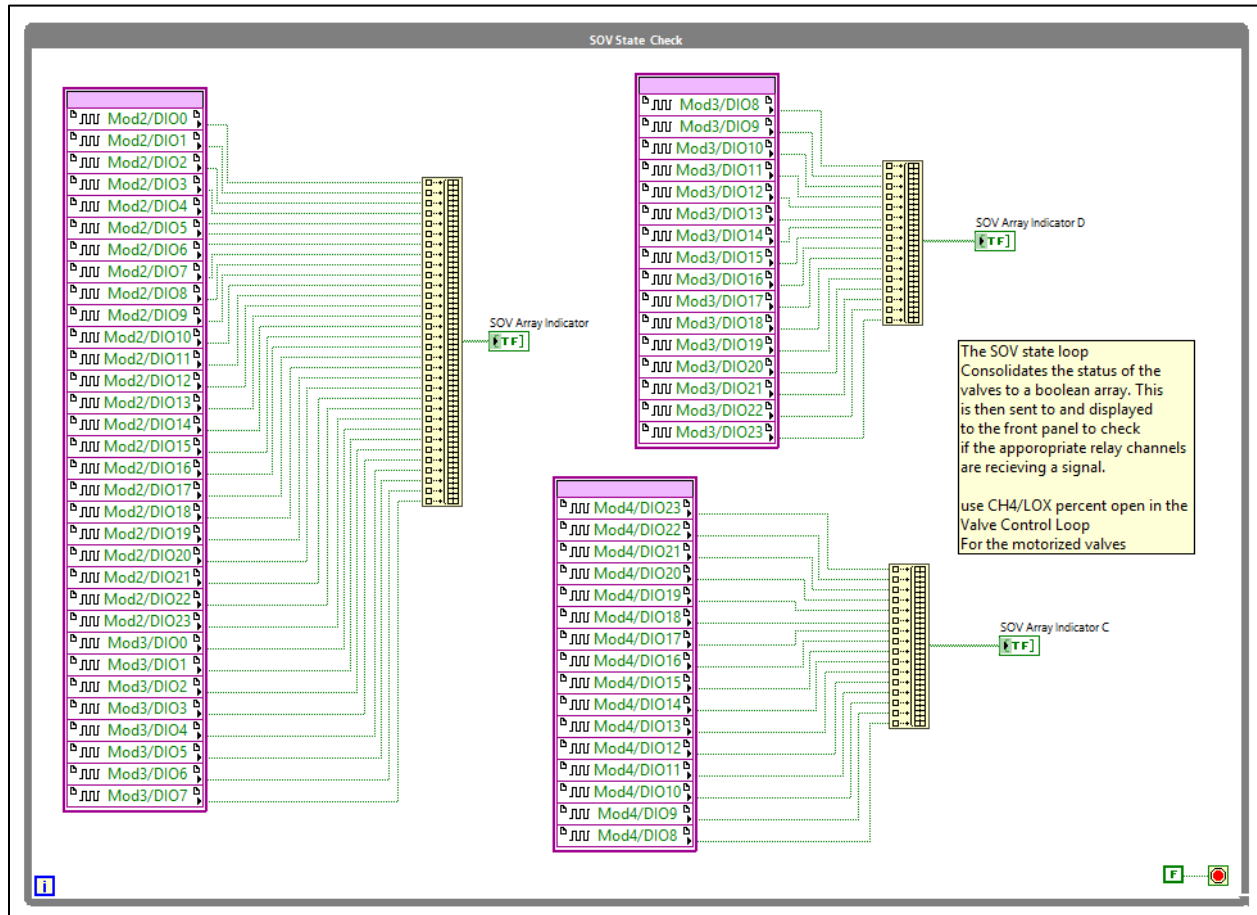 SOV State Check
Mod2/DIO0
Mod2/DIO1
Mod2/DIO2
Mod2/DIO3
Mod2/DIO4
Mod2/DIO5
Mod2/DIO6
Mod2/DIO7
Mod2/DIO8
Mod2/DIO9
Mod2/DIO10
Mod2/DIO11
Mod2/DIO12
Mod2/DIO13
Mod2/DIO14
Mod2/DIO15
Mod2/DIO16
Mod2/DIO17
Mod2/DIO18
Mod2/DIO19
Mod2/DIO20
Mod2/DIO21
Mod2/DIO22
Mod2/DIO23
Mod3/DIO0
Mod3/DIO1
Mod3/DIO2
Mod3/DIO3
Mod3/DIO4
Mod3/DIO5
Mod3/DIO6
Mod3/DIO7
SOV Array Indicator
TF
Mod3/DIO8
Mod3/DIO9
Mod3/DIO10
Mod3/DIO11
Mod3/DIO12
Mod3/DIO13
Mod3/DIO14
Mod3/DIO15
Mod3/DIO16
Mod3/DIO17
Mod3/DIO18
Mod3/DIO19
Mod3/DIO20
Mod3/DIO21
Mod3/DIO22
Mod3/DIO23
SOV Array Indicator D
TF
The SOV state loop
Consolidates the status of the
valves to a boolean array. This
is then sent to and displayed
to the front panel to check
if the apporopriate relay channels
are recieving a signal.
use CH4/LOX percent open in the
Valve Control Loop
For the motorized valves
Mod4/DIO23
Mod4/DIO22
Mod4/DIO21
Mod4/DIO20
Mod4/DIO19
Mod4/DIO18
Mod4/DIO17
Mod4/DIO16
Mod4/DIO15
Mod4/DIO14
Mod4/DIO13
Mod4/DIO12
Mod4/DIO11
Mod4/DIO10
Mod4/DIO9
Mod4/DIO8
SOV Array Indicator C
TF
i
F